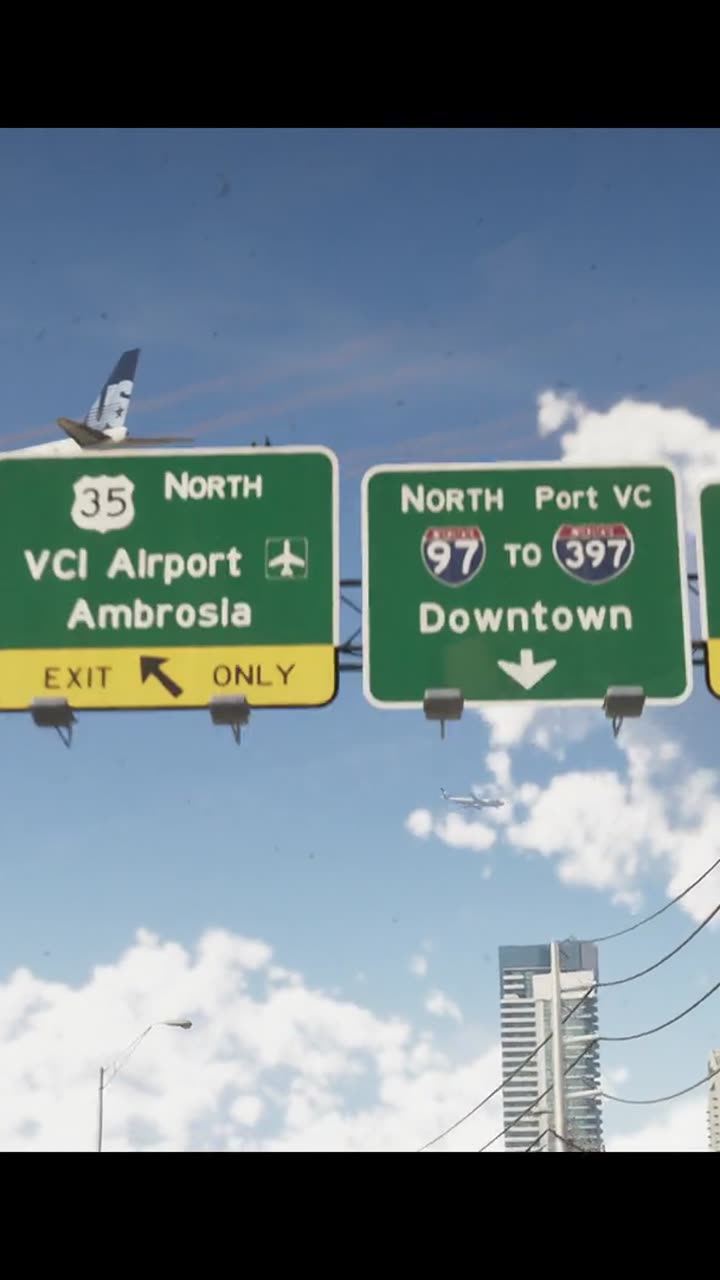 35 NORTH
VCI Airport
Ambrosia
EXIT ONLY
NORTH Port VC
97 TO 397
Downtown